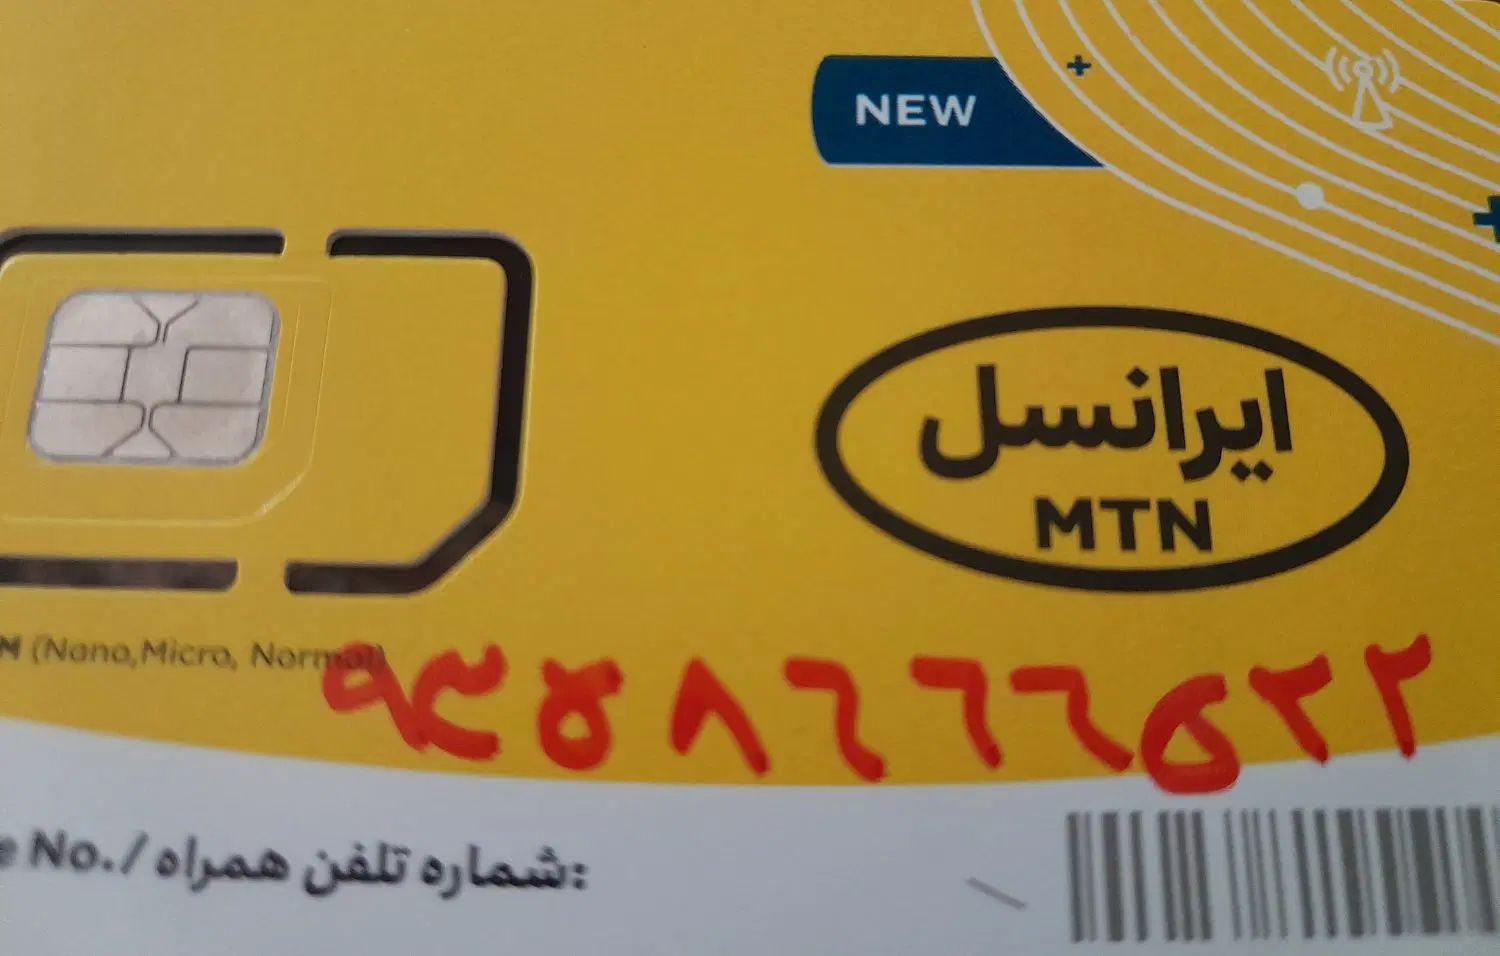 NEW
ایرانسل
MTN
(Nano,Micro, Normal)
۹۳۵۸۶۶۶۵۲۲
No./ شماره تلفن همراه: